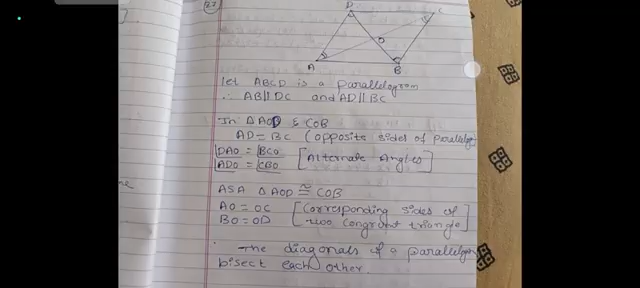 27
D
C
O
A
B
Let ABCD is a parallelogram
∴ AB||DC and AD||BC
In △AOD & COB
AD = BC (opposite sides of
DAO = BCO
ADO = CBO [Alternate Angles]
ASA △AOD ≅ COB
AO = OC [Corresponding sides of
BO = OD two congruent triangle]
The diagonals of a parallelogram
bisect each other.